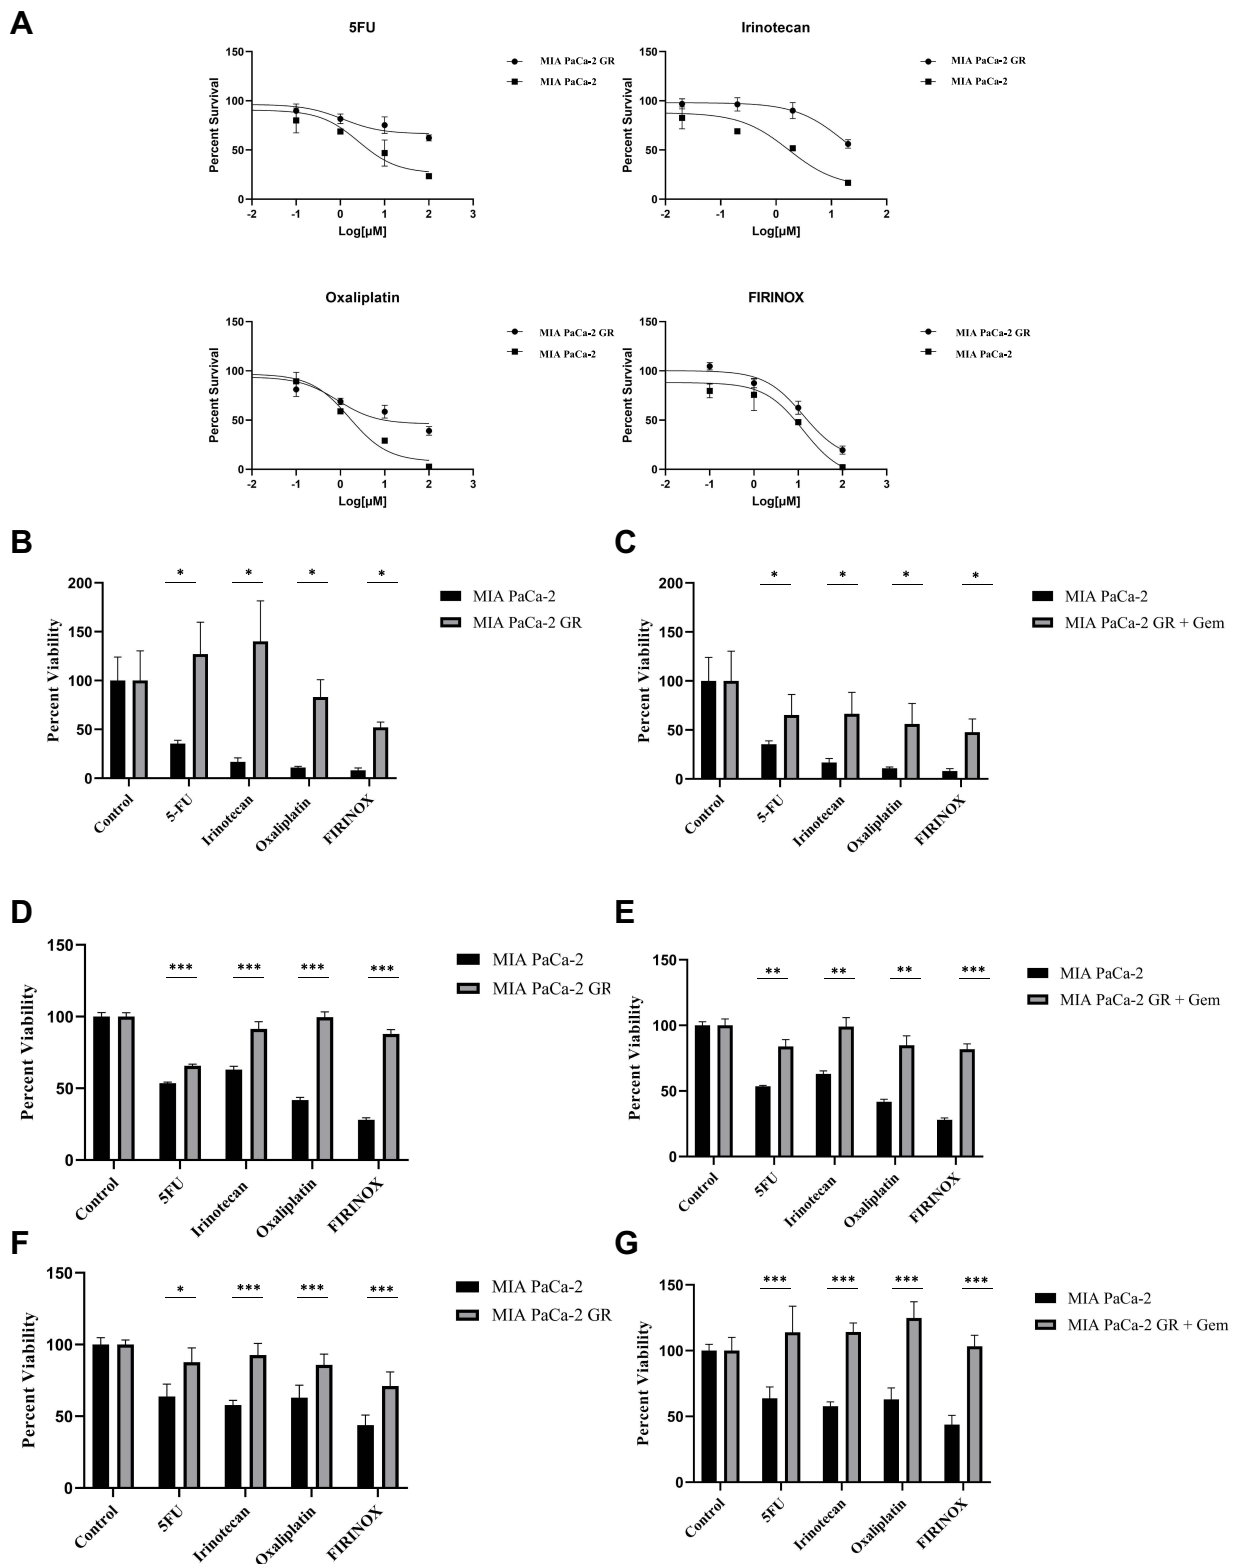 A
5FU
150
100
50
0
-2
-1
0
1
2
3
Percent Survival
Log[µM]
MIA PaCa-2 GR
MIA PaCa-2
Irinotecan
150
100
50
0
-2
-1
0
1
2
Percent Survival
Log[µM]
MIA PaCa-2 GR
MIA PaCa-2
Oxaliplatin
150
100
50
0
-2
-1
0
1
2
3
Percent Survival
Log[µM]
MIA PaCa-2 GR
MIA PaCa-2
FIRINOX
150
100
50
0
-2
-1
0
1
2
3
Percent Survival
Log[µM]
MIA PaCa-2 GR
MIA PaCa-2
B
200
150
100
50
0
Percent Viability
* * * *
MIA PaCa-2
MIA PaCa-2 GR
Control
5-FU
Irinotecan
Oxaliplatin
FIRINOX
C
200
150
100
50
0
Percent Viability
* * * *
MIA PaCa-2
MIA PaCa-2 GR + Gem
Control
5-FU
Irinotecan
Oxaliplatin
FIRINOX
D
150
100
50
0
Percent Viability
*** *** *** ***
MIA PaCa-2
MIA PaCa-2 GR
Control
5FU
Irinotecan
Oxaliplatin
FIRINOX
E
150
100
50
0
Percent Viability
** ** ** ***
MIA PaCa-2
MIA PaCa-2 GR + Gem
Control
5FU
Irinotecan
Oxaliplatin
FIRINOX
F
150
100
50
0
Percent Viability
* *** *** ***
MIA PaCa-2
MIA PaCa-2 GR
Control
5FU
Irinotecan
Oxaliplatin
FIRINOX
G
150
100
50
0
Percent Viability
*** *** *** ***
MIA PaCa-2
MIA PaCa-2 GR + Gem
Control
5FU
Irinotecan
Oxaliplatin
FIRINOX